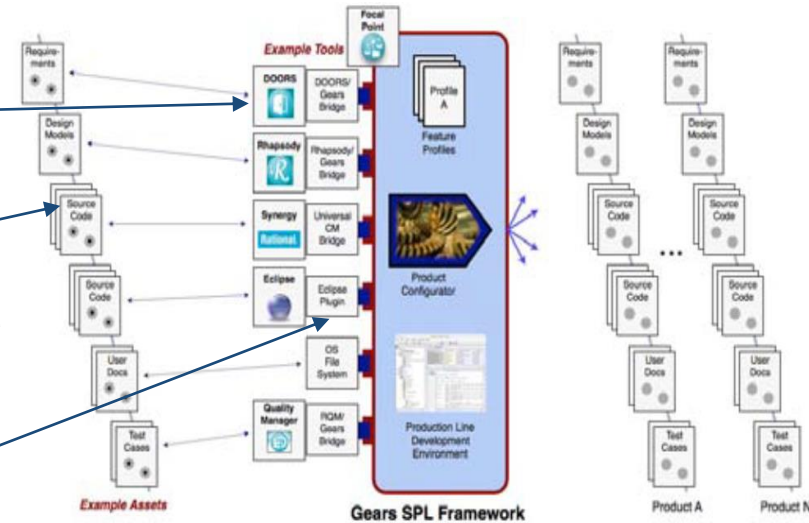 Focal
Point
Example Tools
Require-
ments
Design
Models
Source
Code
Source
Code
User
Docs
Test
Cases
Example Assets
DOORS
DOORS/
Gears
Bridge
Rhapsody
R
Rhapsody/
Gears
Bridge
Synergy
Rational
Universal
CM
Bridge
Eclipse
Eclipse
Plugin
OS
File
System
Quality
Manager
RQM/
Gears
Bridge
Profile
A
Feature
Profiles
Product
Configurator
Production Line
Development
Environment
Gears SPL Framework
Require-
ments
Design
Models
Source
Code
Source
Code
User
Docs
Test
Cases
Product A
Require-
ments
Design
Models
Source
Code
Source
Code
User
Docs
Test
Cases
Product N